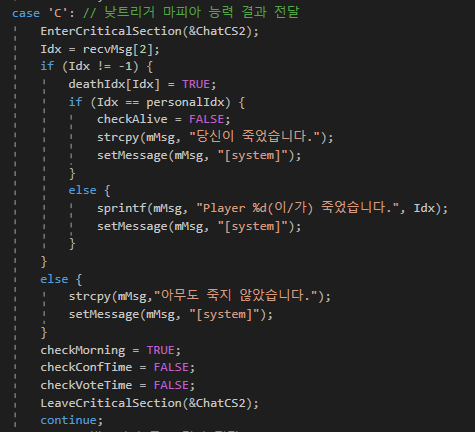 case 'C': // 낮트리거 마피아 능력 결과 전달
EnterCriticalSection(&ChatCS2);
Idx = recvMsg[2];
if (Idx != -1) {
deathIdx[Idx] = TRUE;
if (Idx == personalIdx) {
checkAlive = FALSE;
strcpy(mMsg, "당신이 죽었습니다.");
setMessage(mMsg, "[system]");
}
else {
sprintf(mMsg, "Player %d(이/가) 죽었습니다.", Idx);
setMessage(mMsg, "[system]");
}
}
else {
strcpy(mMsg,"아무도 죽지 않았습니다.");
setMessage(mMsg, "[system]");
}
checkMorning = TRUE;
checkConfTime = FALSE;
checkVoteTime = FALSE;
LeaveCriticalSection(&ChatCS2);
continue;